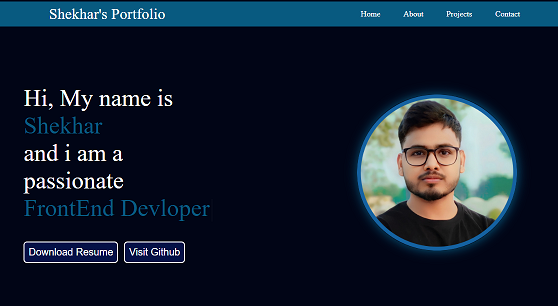 Shekhar's Portfolio
Home About Projects Contact
Hi, My name is
Shekhar
and i am a
passionate
FrontEnd Devloper
Download Resume Visit Github